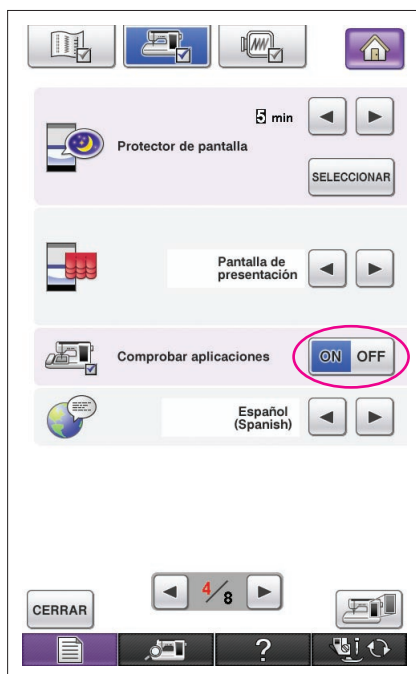 5 min
Protector de pantalla
SELECCIONAR
Pantalla de
presentación
Comprobar aplicaciones
ON OFF
Español
(Spanish)
4/8
CERRAR
?